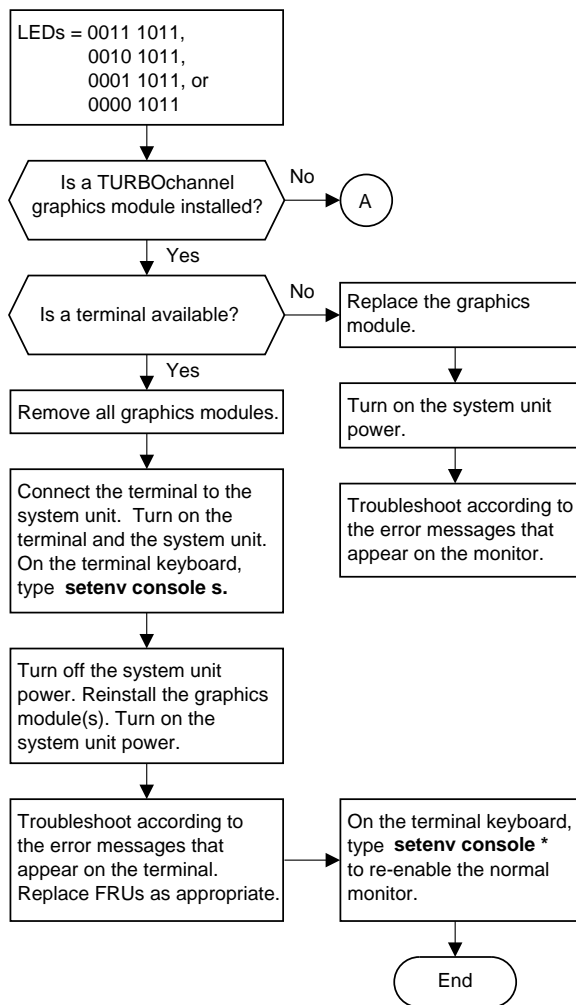 LEDs = 0011 1011,
0010 1011,
0001 1011, or
0000 1011
Is a TURBOchannel
graphics module installed?
No
A
Yes
Is a terminal available?
No
Replace the graphics
module.
Yes
Turn on the system unit
power.
Troubleshoot according to
the error messages that
appear on the monitor.
Remove all graphics modules.
Connect the terminal to the
system unit. Turn on the
terminal and the system unit.
On the terminal keyboard,
type setenv console s.
Turn off the system unit
power. Reinstall the graphics
module(s). Turn on the
system unit power.
Troubleshoot according to
the error messages that
appear on the terminal.
Replace FRUs as appropriate.
On the terminal keyboard,
type setenv console *
to re-enable the normal
monitor.
End